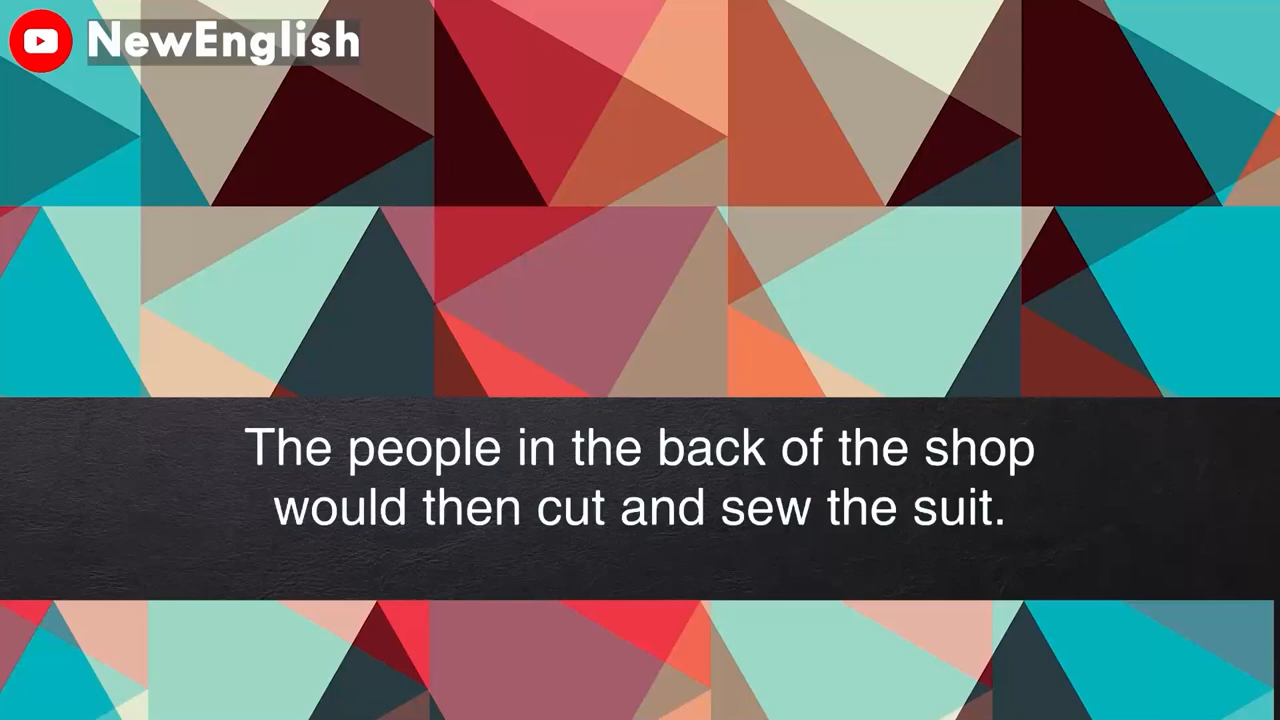 NewEnglish
The people in the back of the shop
would then cut and sew the suit.